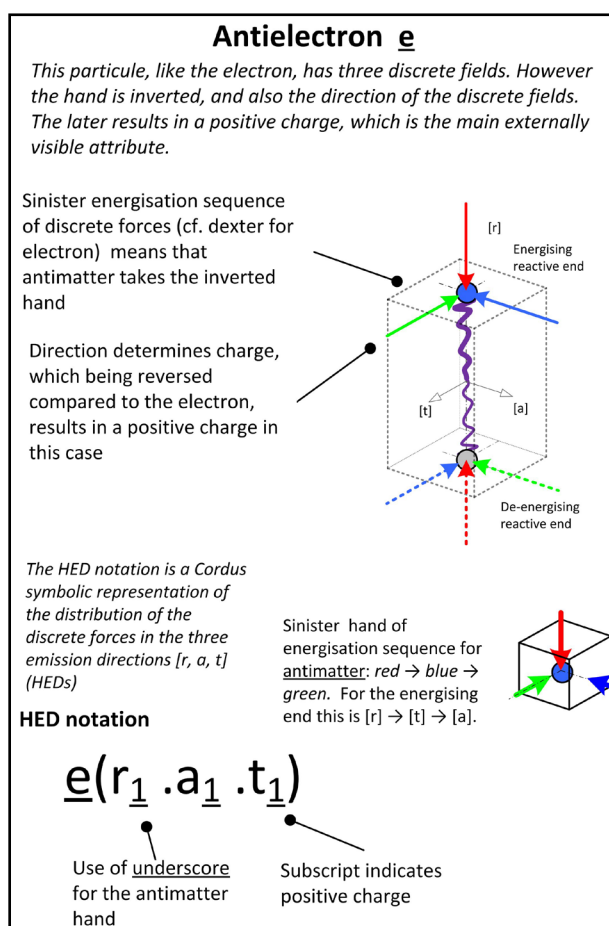 Antielectron e
This particule, like the electron, has three discrete fields. However
the hand is inverted, and also the direction of the discrete fields.
The later results in a positive charge, which is the main externally
visible attribute.
Sinister energisation sequence
of discrete forces (cf. dexter for
electron) means that
antimatter takes the inverted
hand
[r]
Energising
reactive end
Direction determines charge,
which being reversed
compared to the electron,
results in a positive charge in
this case
[t]
[a]
De-energising
reactive end
The HED notation is a Cordus
symbolic representation of
the distribution of the
discrete forces in the three
emission directions [r, a, t]
(HEDs)
Sinister hand of
energisation sequence for
antimatter: red → blue →
green. For the energising
end this is [r] → [t] → [a].
HED notation
e(r1 .a1 .t1)
Use of underscore
for the antimatter
hand
Subscript indicates
positive charge